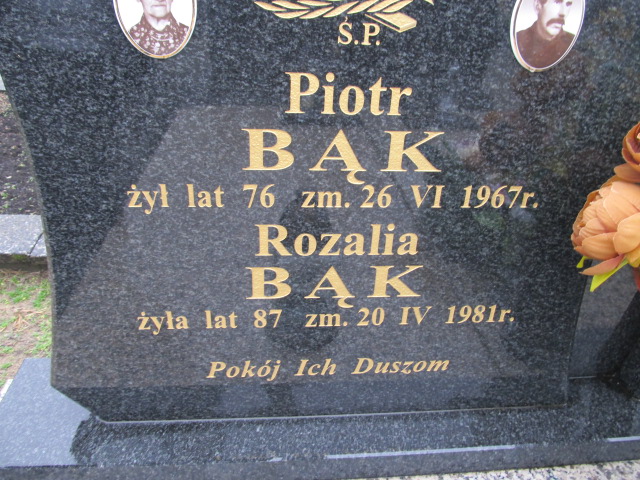 Ś.P.
Piotr
BĄK
żył lat 76 zm. 26 VI 1967r.
Rozalia
BĄK
żyła lat 87 zm. 20 IV 1981r.
Pokój Ich Duszom